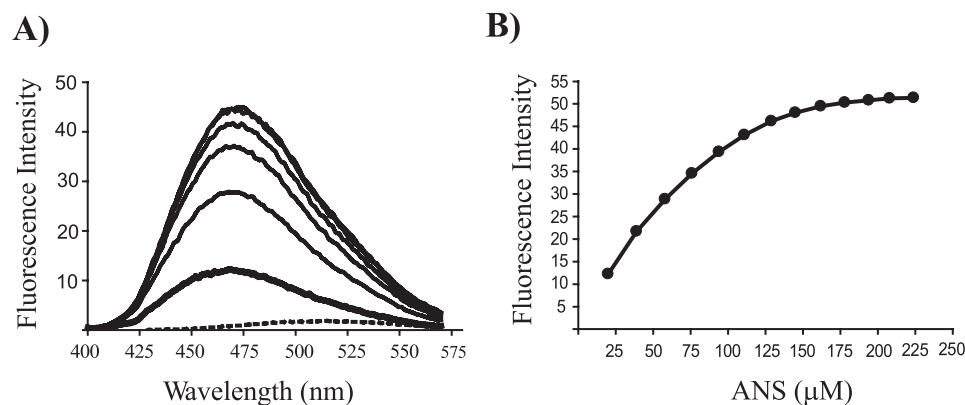 A)
Fluorescence Intensity
50
40
30
20
10
400 425 450 475 500 525 550 575
Wavelength (nm)
B)
Fluorescence Intensity
55
50
45
40
35
30
25
20
15
10
5
25 50 75 100 125 150 175 200 225 250
ANS (μM)